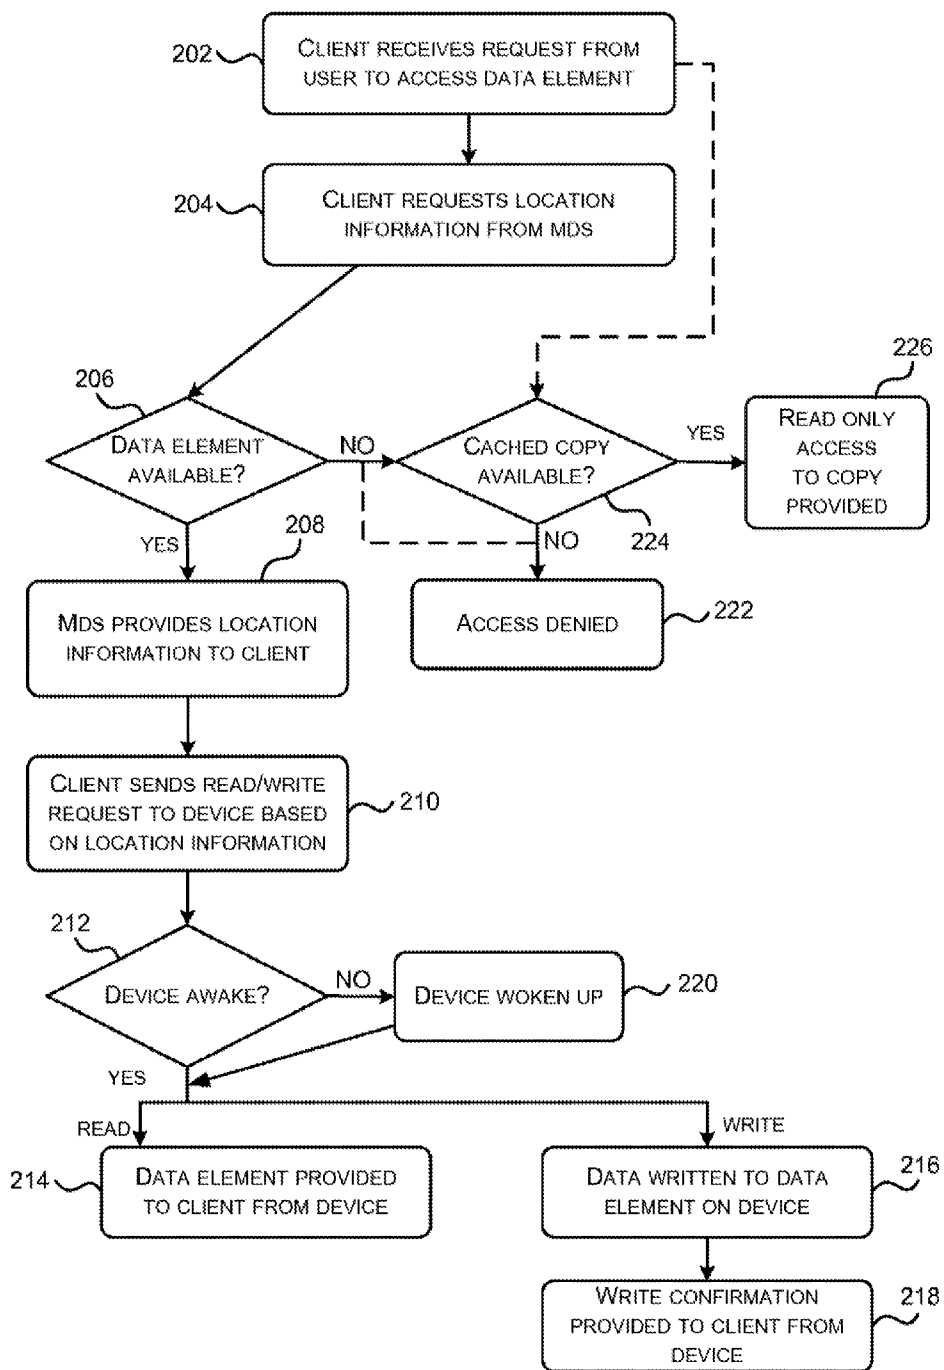 202
CLIENT RECEIVES REQUEST FROM
USER TO ACCESS DATA ELEMENT
204
CLIENT REQUESTS LOCATION
INFORMATION FROM MDS
206
DATA ELEMENT
AVAILABLE?
NO
CACHED COPY
AVAILABLE?
YES
226
READ ONLY
ACCESS
TO COPY
PROVIDED
224
YES
208
NO
MDS PROVIDES LOCATION
INFORMATION TO CLIENT
ACCESS DENIED
222
CLIENT SENDS READ/WRITE
REQUEST TO DEVICE BASED
ON LOCATION INFORMATION
210
212
DEVICE AWAKE?
NO
DEVICE WOKEN UP
220
YES
READ
WRITE
214
DATA ELEMENT PROVIDED
TO CLIENT FROM DEVICE
DATA WRITTEN TO DATA
ELEMENT ON DEVICE
216
WRITE CONFIRMATION
PROVIDED TO CLIENT FROM
DEVICE
218